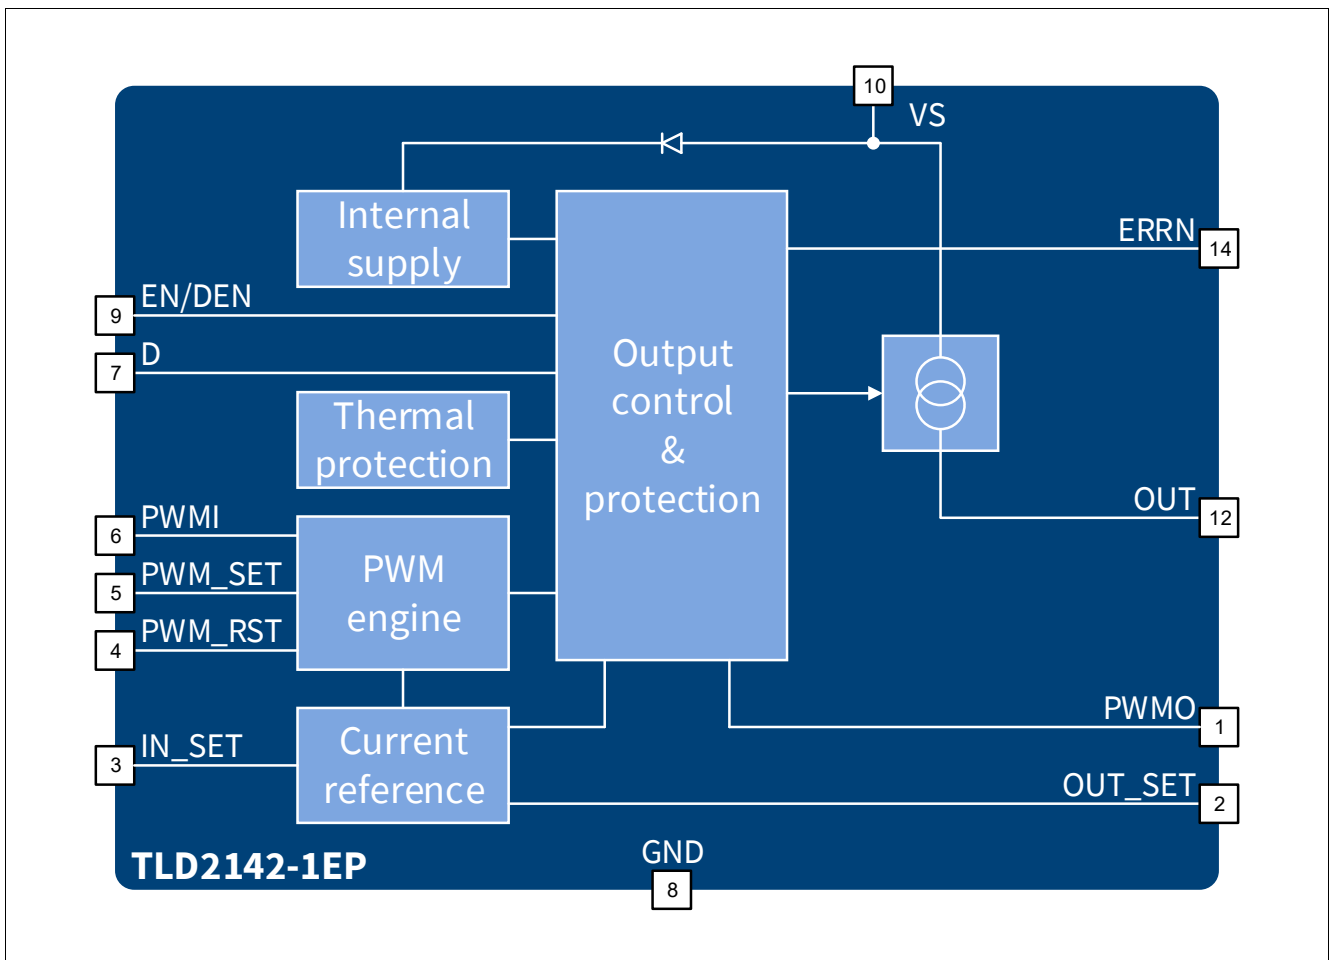 10
VS
Internal
supply
ERRN
14
EN/DEN
9
D
7
Output
control
&
protection
Thermal
protection
PWMI
6
PWM_SET
5
PWM_RST
4
PWM
engine
OUT
12
PWMO
1
IN_SET
3
Current
reference
OUT_SET
2
GND
8
TLD2142-1EP